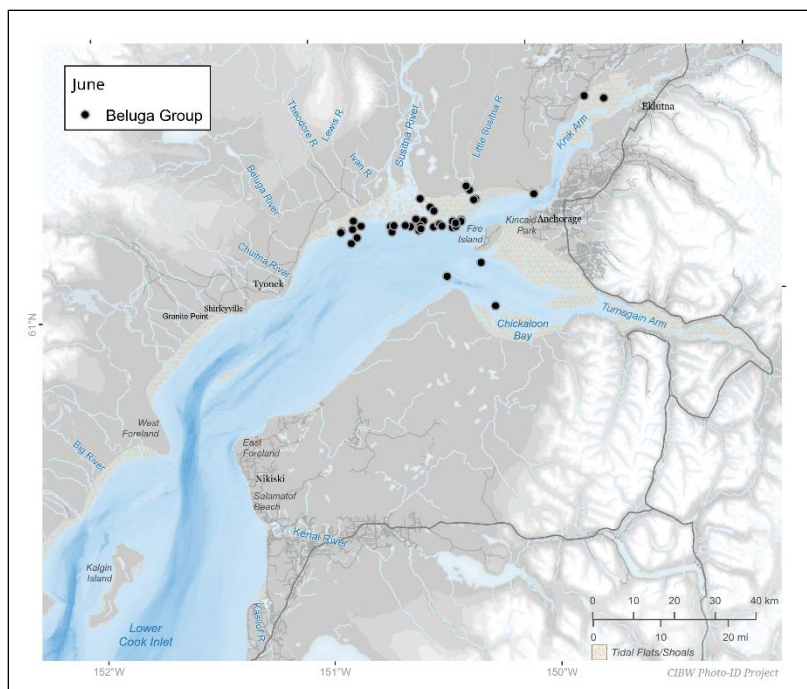 June
Beluga Group
Theodore R
Lewis R
Ivan R
Susitna River
Little Susitna R
Knik Arm
Eklutna
Beluga River
Chuitna River
Kincaid
Park
Anchorage
Fire
Island
Tyonek
Shirleyville
Granite Point
61°N
Turnagain Arm
Chickaloon
Bay
West
Foreland
East
Foreland
Big River
Nikiski
Salamatof
Beach
Kenai River
Kalgin
Island
Kasilof R
Lower
Cook Inlet
0 10 20 30 40 km
0 10 20 mi
Tidal Flats/Shoals
152°W
151°W
150°W
CIBW Photo-ID Project